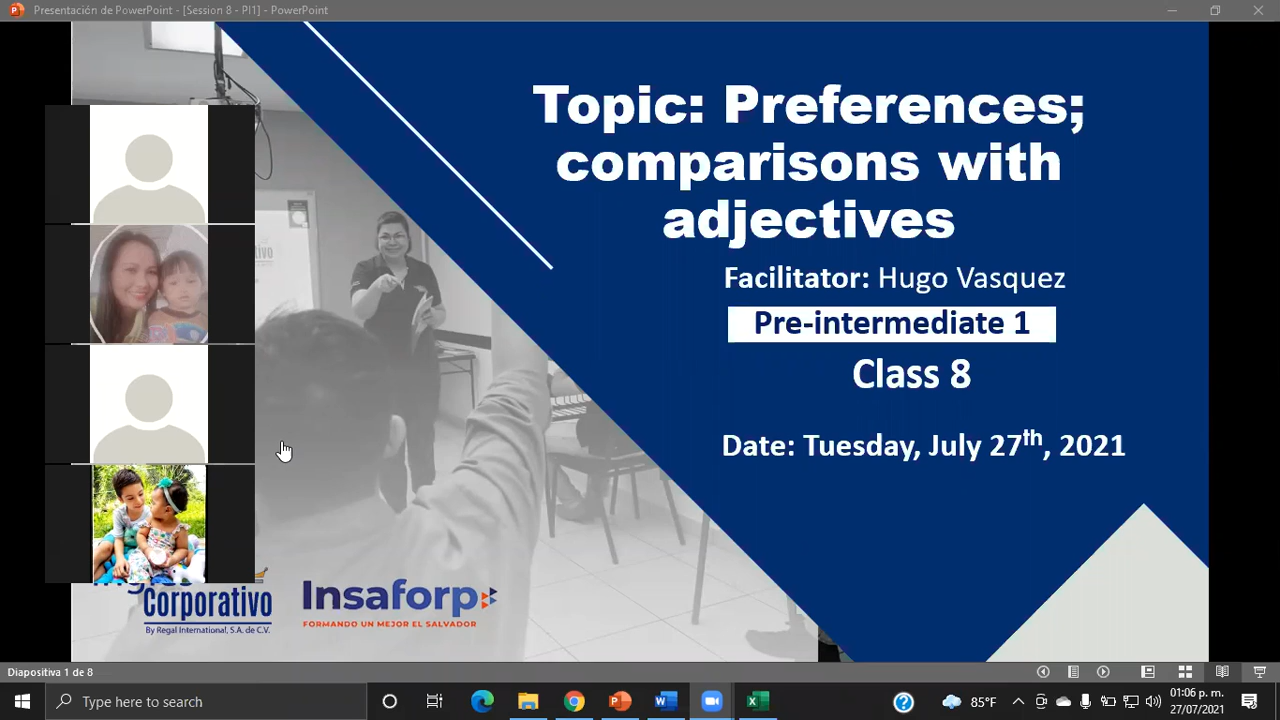 Presentación de PowerPoint - [Session 8 - PI1] - PowerPoint
Topic: Preferences;
comparisons with
adjectives
Facilitator: Hugo Vasquez
Pre-intermediate 1
Class 8
Date: Tuesday, July 27th, 2021
Corporativo
By Regal International, S.A. de C.V.
Insaforp
FORMANDO UN MEJOR EL SALVADOR
Diapositiva 1 de 8
Type here to search
85°F
01:06 p. m.
27/07/2021